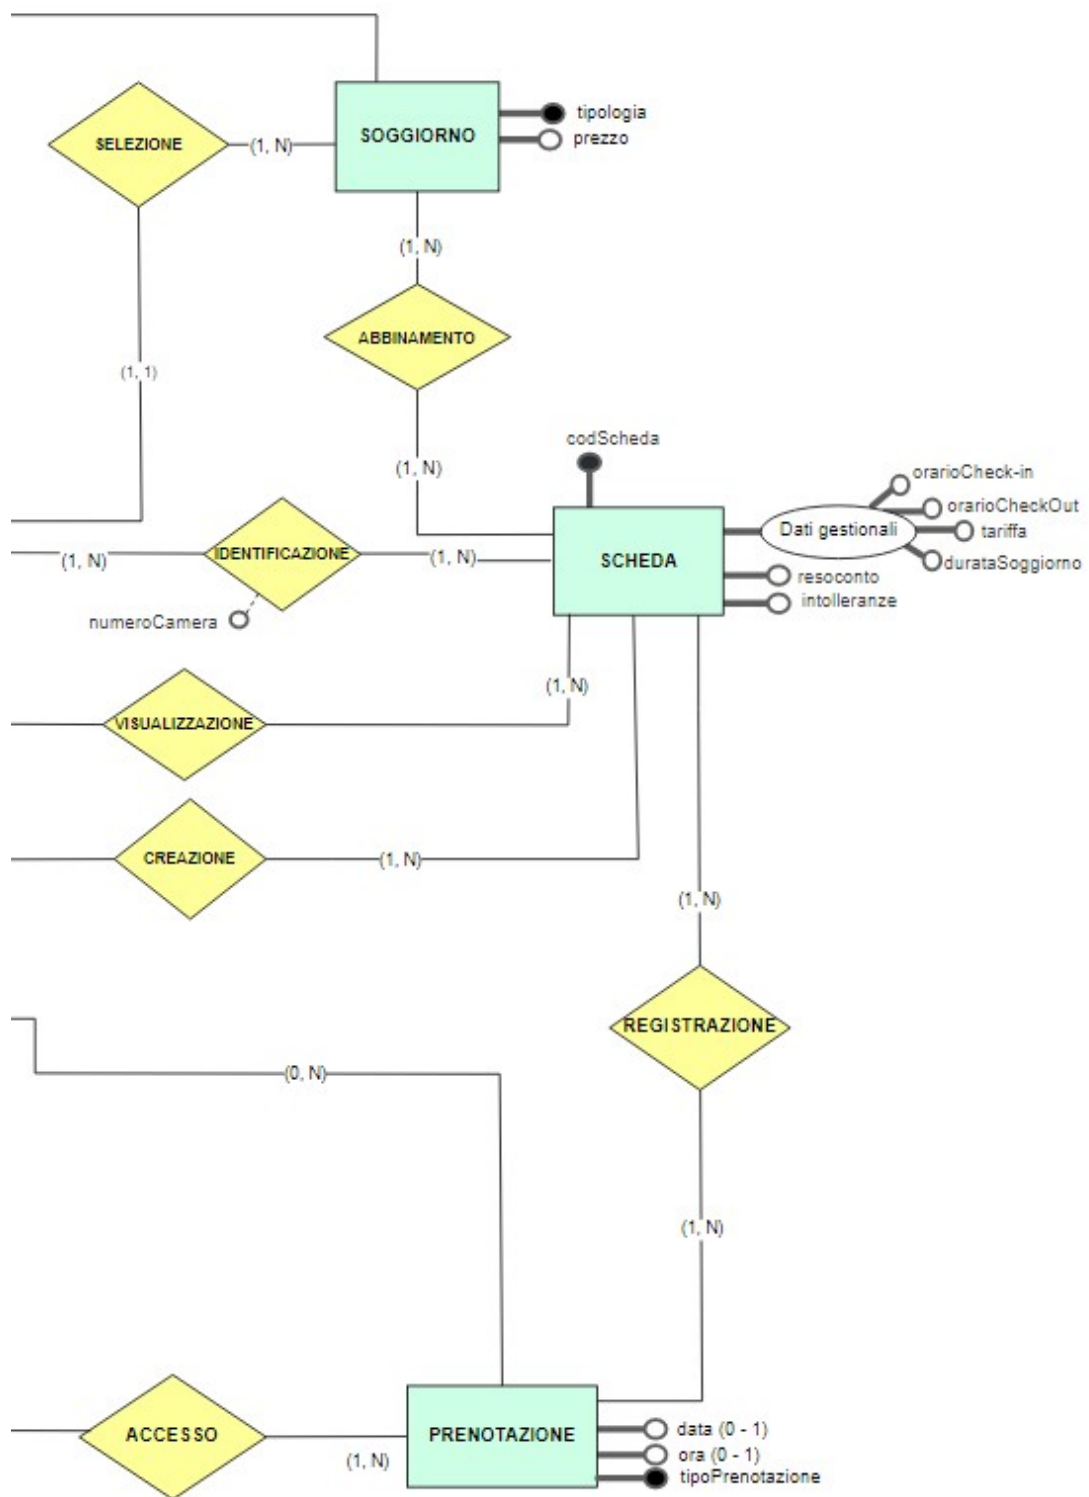 SOGGIORNO
tipologia
prezzo
SELEZIONE
(1, N)
(1, N)
ABBINAMENTO
(1, 1)
(1, N)
codScheda
orarioCheck-in
orarioCheckOut
tariffa
durataSoggiorno
Dati gestionali
SCHEDA
resoconto
intolleranze
(1, N)
IDENTIFICAZIONE
(1, N)
numeroCamera
(1, N)
VISUALIZZAZIONE
CREAZIONE
(1, N)
(1, N)
REGISTRAZIONE
(0, N)
(1, N)
ACCESSO
(1, N)
PRENOTAZIONE
data (0 - 1)
ora (0 - 1)
tipoPrenotazione